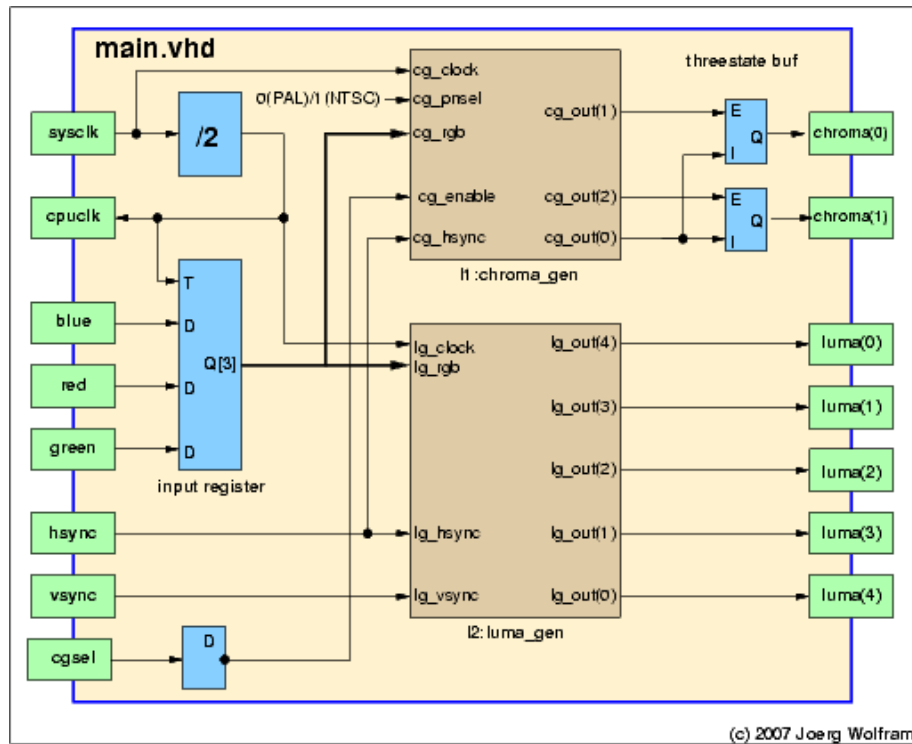 main.vhd
threestate buf
sysclk
/2
0(PAL)/1(NTSC)
cg_clock
cg_pnsel
cg_rgb
cg_enable
cg_hsync
cg_out(1)
cg_out(2)
cg_out(0)
I1:chroma_gen
E
Q
I
chroma(0)
E
Q
I
chroma(1)
cpuclk
T
D
Q[3]
D
D
input register
blue
red
green
hsync
vsync
cgsel
D
lg_clock
lg_rgb
lg_hsync
lg_vsync
lg_out(4)
lg_out(3)
lg_out(2)
lg_out(1)
lg_out(0)
I2:luma_gen
luma(0)
luma(1)
luma(2)
luma(3)
luma(4)
(c) 2007 Joerg Wolfram